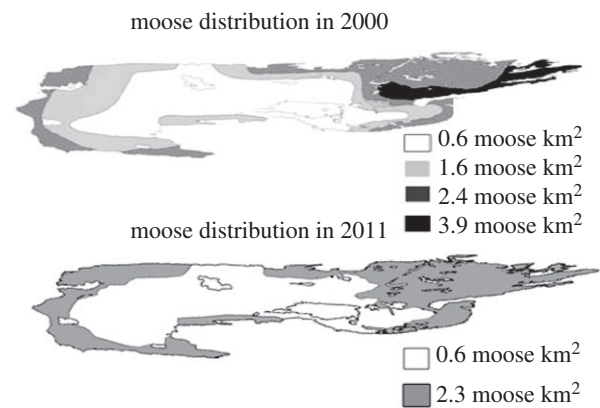 moose distribution in 2000
0.6 moose km²
1.6 moose km²
2.4 moose km²
3.9 moose km²
moose distribution in 2011
0.6 moose km²
2.3 moose km²